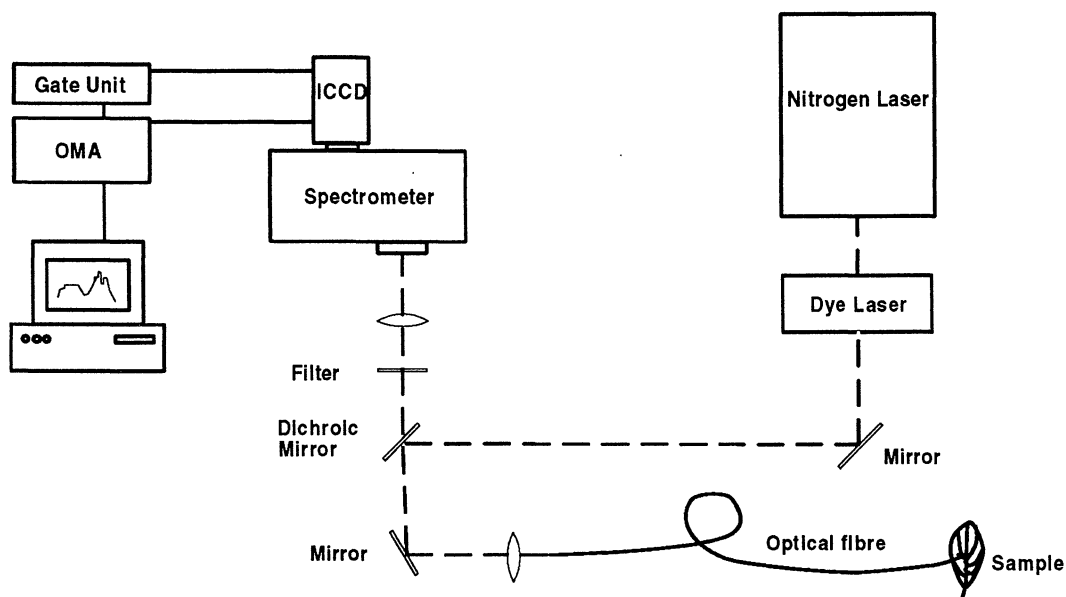 Gate Unit
OMA
ICCD
Spectrometer
Nitrogen Laser
Dye Laser
Filter
Dichroic
Mirror
Mirror
Mirror
Optical fibre
Sample